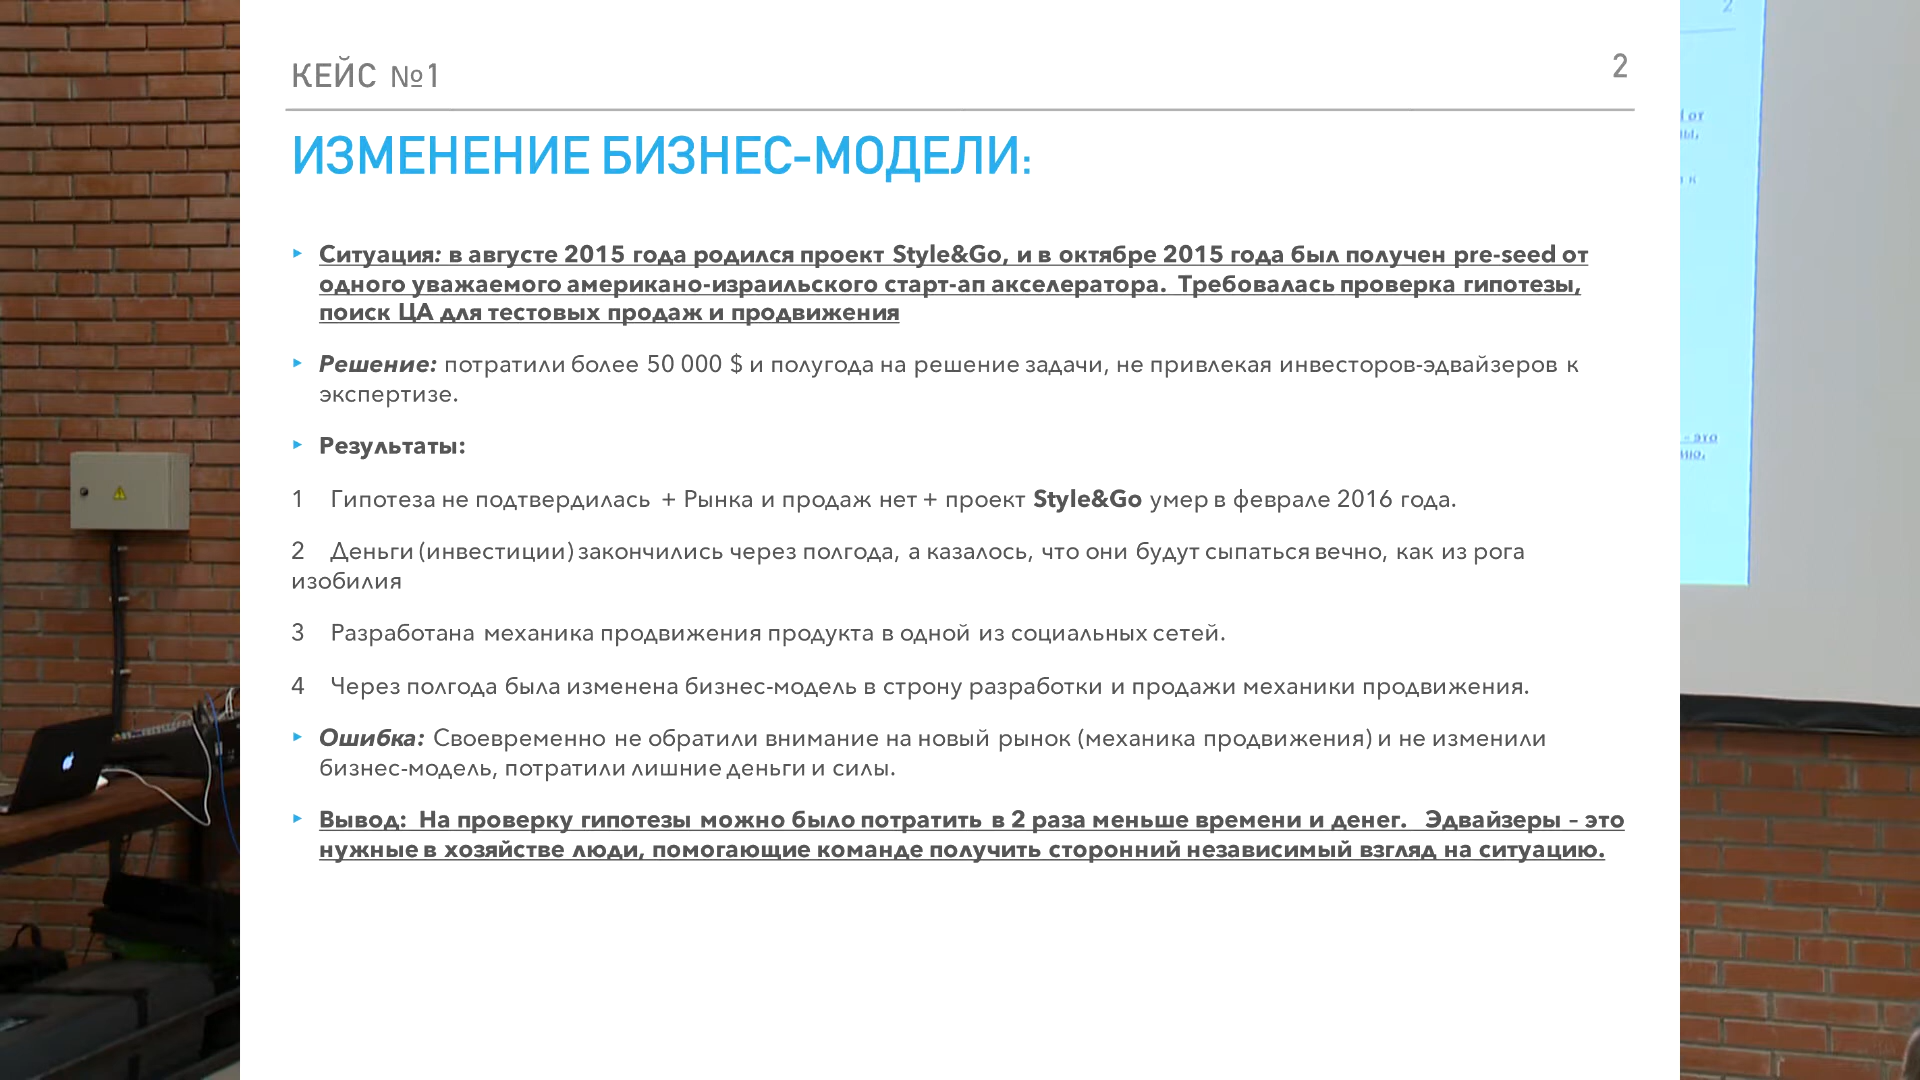 КЕЙС №1
2
ИЗМЕНЕНИЕ БИЗНЕС-МОДЕЛИ:
‣ Ситуация: в августе 2015 года родился проект Style&Go, и в октябре 2015 года был получен pre-seed от
одного уважаемого американо-израильского старт-ап акселератора. Требовалась проверка гипотезы,
поиск ЦА для тестовых продаж и продвижения
‣ Решение: потратили более 50 000 $ и полугода на решение задачи, не привлекая инвесторов-эдвайзеров к
экспертизе.
‣ Результаты:
1 Гипотеза не подтвердилась + Рынка и продаж нет + проект Style&Go умер в феврале 2016 года.
2 Деньги (инвестиции) закончились через полгода, а казалось, что они будут сыпаться вечно, как из рога
изобилия
3 Разработана механика продвижения продукта в одной из социальных сетей.
4 Через полгода была изменена бизнес-модель в строну разработки и продажи механики продвижения.
‣ Ошибка: Своевременно не обратили внимание на новый рынок (механика продвижения) и не изменили
бизнес-модель, потратили лишние деньги и силы.
‣ Вывод: На проверку гипотезы можно было потратить в 2 раза меньше времени и денег. Эдвайзеры – это
нужные в хозяйстве люди, помогающие команде получить сторонний независимый взгляд на ситуацию.
2
от
к
- это